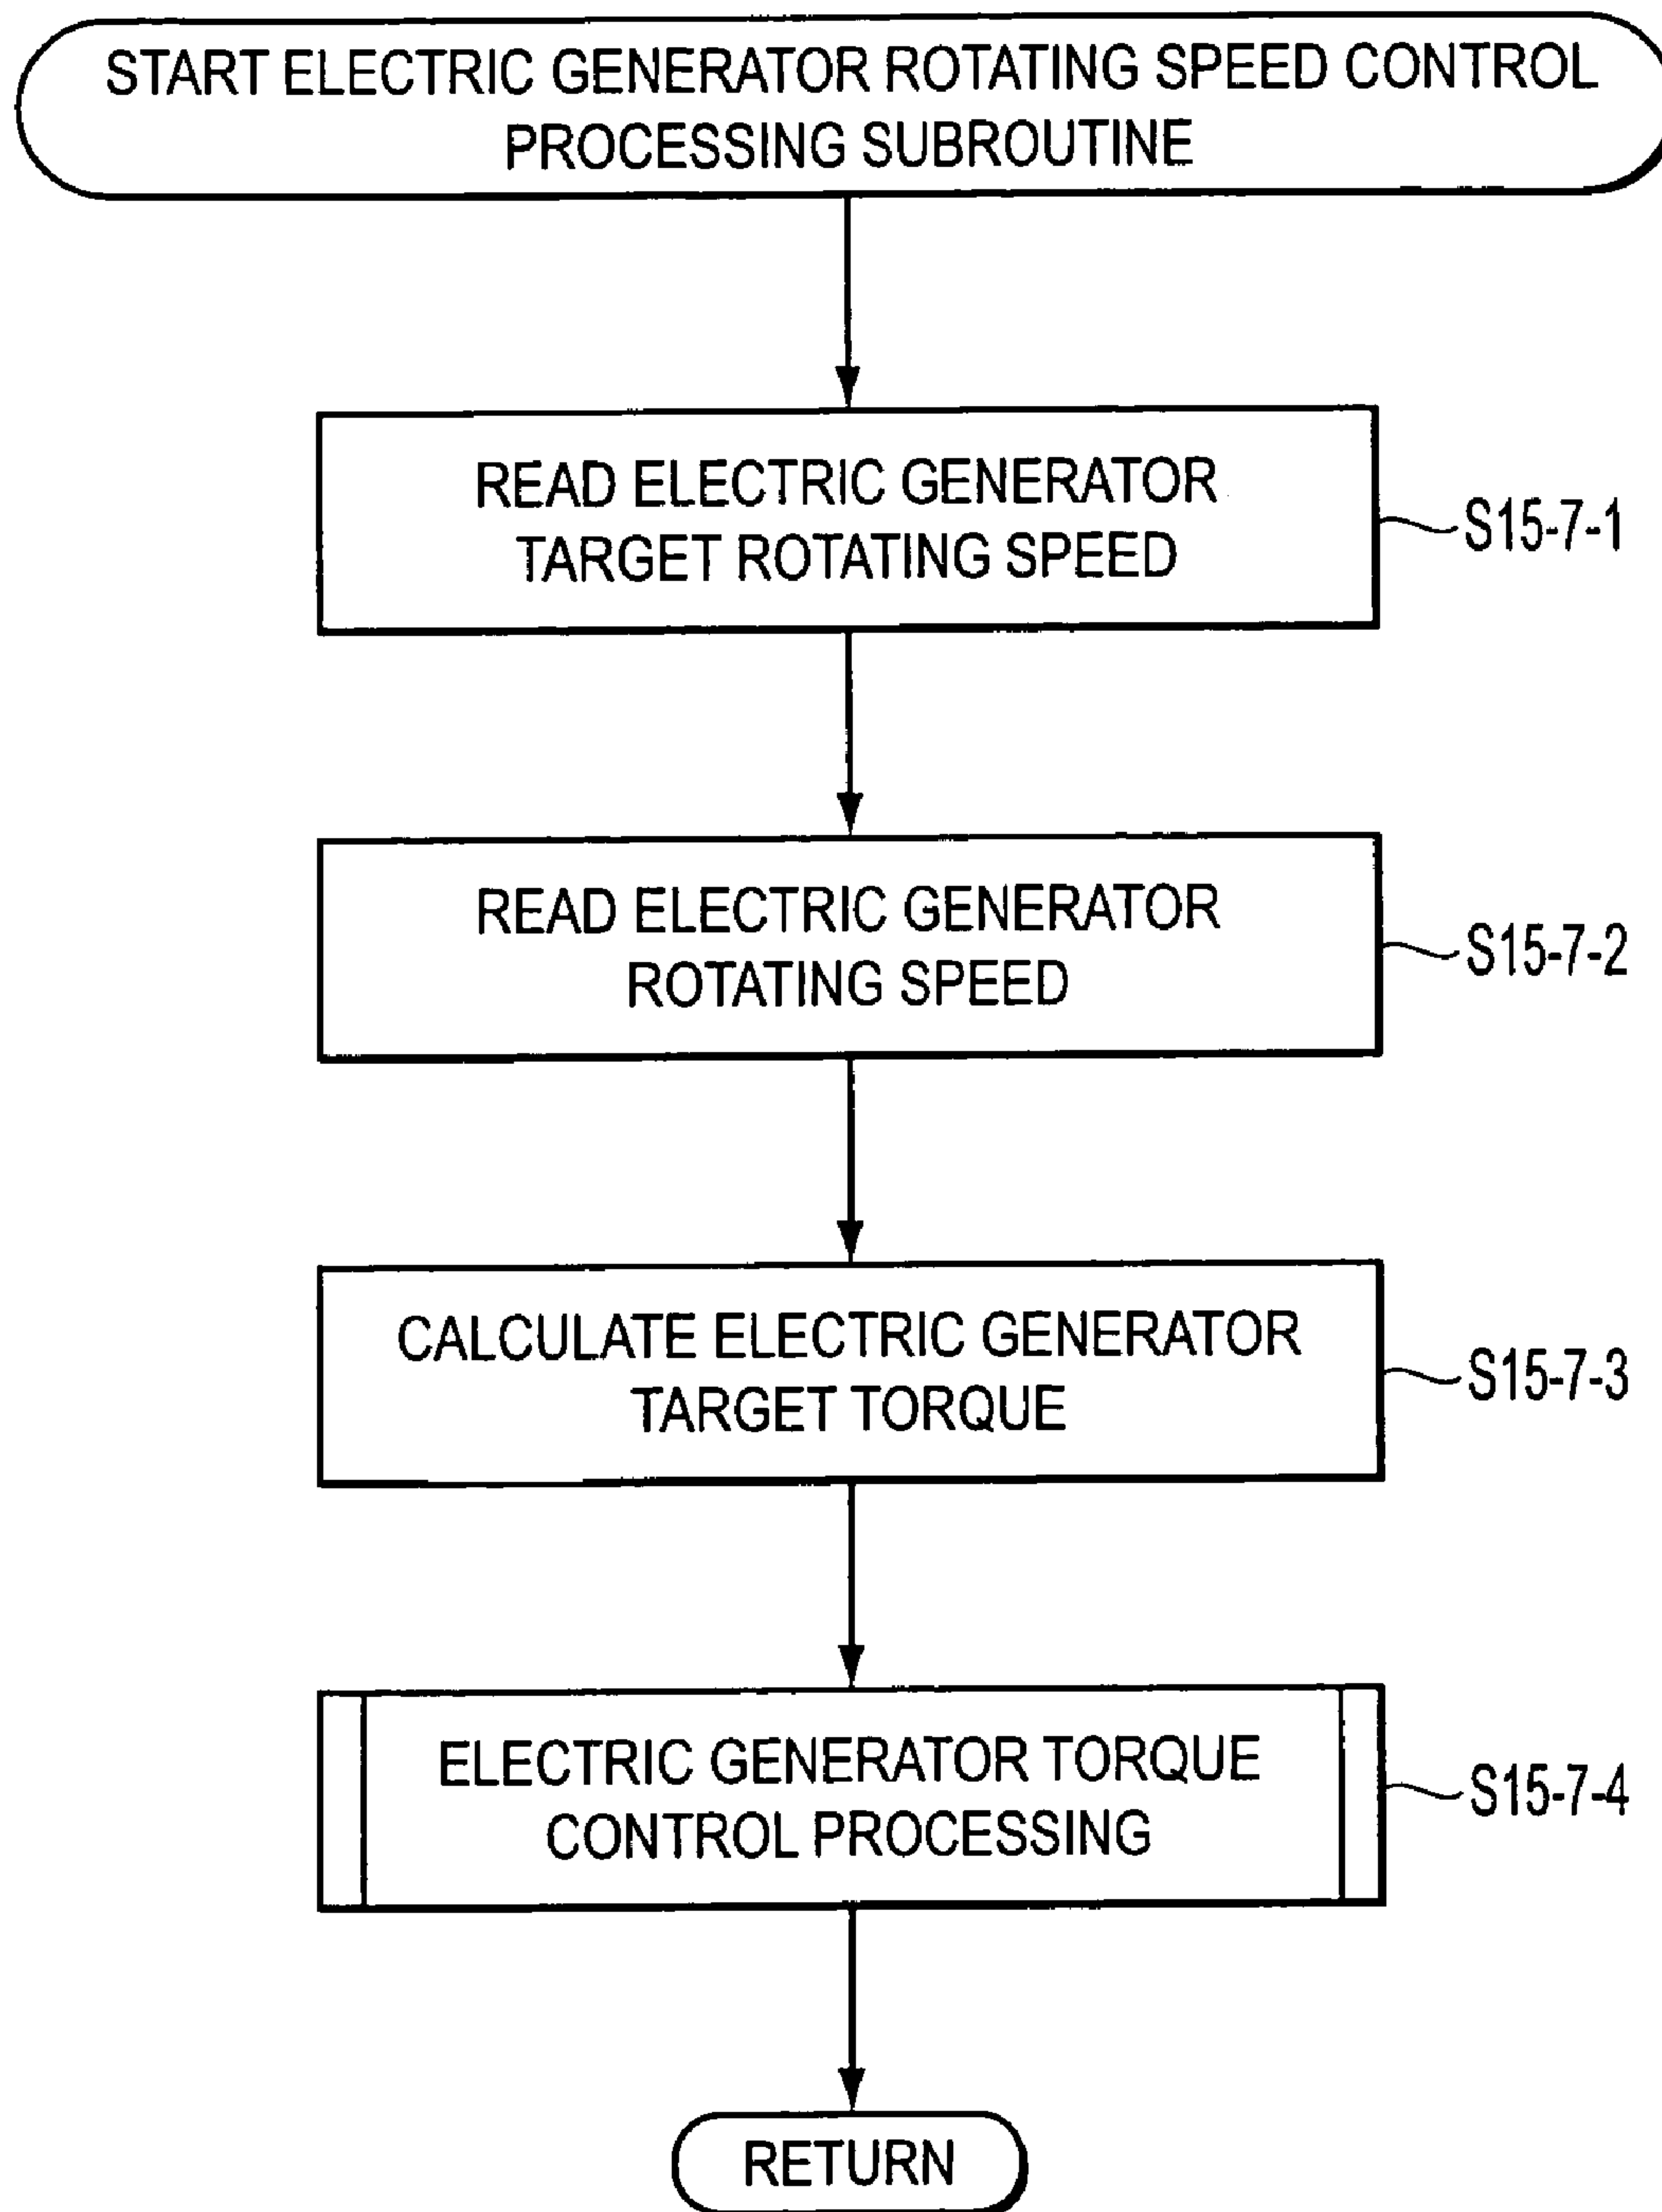 START ELECTRIC GENERATOR ROTATING SPEED CONTROL
PROCESSING SUBROUTINE
READ ELECTRIC GENERATOR
TARGET ROTATING SPEED
S15-7-1
READ ELECTRIC GENERATOR
ROTATING SPEED
S15-7-2
CALCULATE ELECTRIC GENERATOR
TARGET TORQUE
S15-7-3
ELECTRIC GENERATOR TORQUE
CONTROL PROCESSING
S15-7-4
RETURN